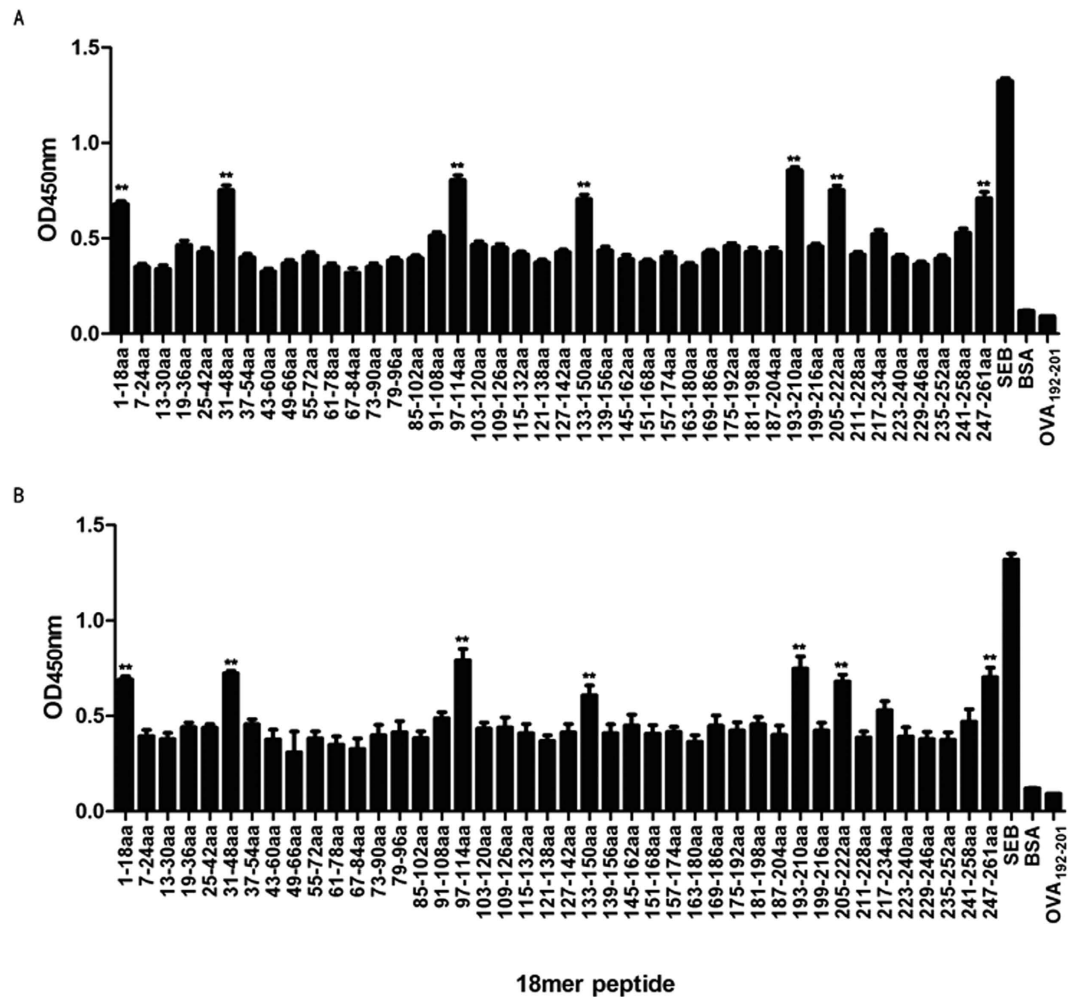 A
1.5
1.0
0.5
0.0
OD450nm
**
**
**
**
**
**
**
1-18aa
7-24aa
13-30aa
19-36aa
25-42aa
31-48aa
37-54aa
43-60aa
49-66aa
55-72aa
61-78aa
67-84aa
73-90aa
79-96a
85-102aa
91-108aa
97-114aa
103-120aa
109-126aa
115-132aa
121-138aa
127-142aa
133-150aa
139-156aa
145-162aa
151-168aa
157-174aa
163-180aa
169-186aa
175-192aa
181-198aa
187-204aa
193-210aa
199-216aa
205-222aa
211-228aa
217-234aa
223-240aa
229-246aa
235-252aa
241-258aa
247-261aa
SEB
BSA
OVA192-201
B
1.5
1.0
0.5
0.0
OD450nm
**
**
**
**
**
**
**
1-18aa
7-24aa
13-30aa
19-36aa
25-42aa
31-48aa
37-54aa
43-60aa
49-66aa
55-72aa
61-78aa
67-84aa
73-90aa
79-96a
85-102aa
91-108aa
97-114aa
103-120aa
109-126aa
115-132aa
121-138aa
127-142aa
133-150aa
139-156aa
145-162aa
151-168aa
157-174aa
163-180aa
169-186aa
175-192aa
181-198aa
187-204aa
193-210aa
199-216aa
205-222aa
211-228aa
217-234aa
223-240aa
229-246aa
235-252aa
241-258aa
247-261aa
SEB
BSA
OVA192-201
18mer peptide